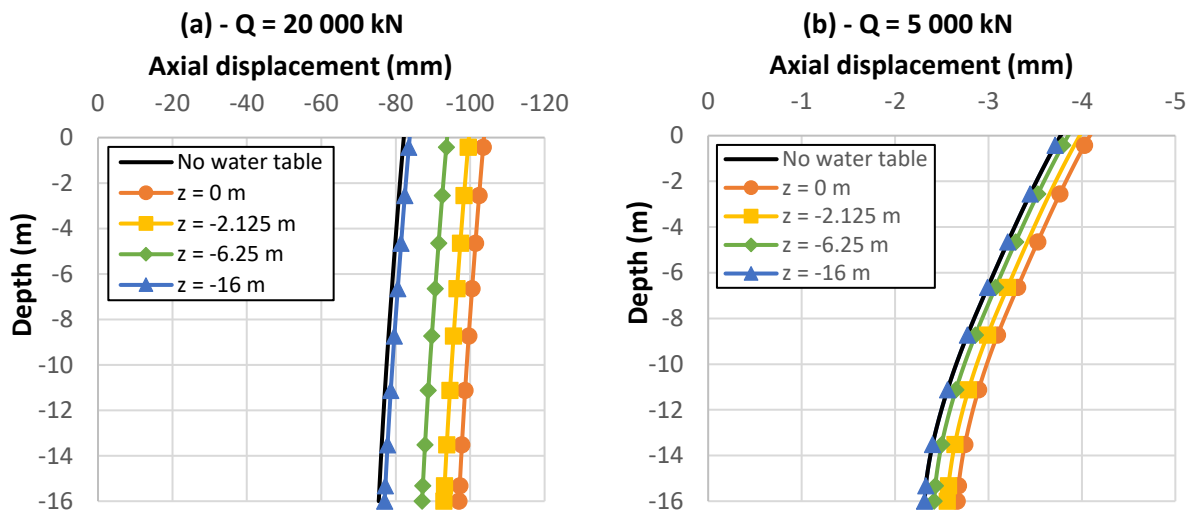 (a) - Q = 20 000 kN
Axial displacement (mm)
0 -20 -40 -60 -80 -100 -120
0
-2
-4
-6
-8
-10
-12
-14
-16
Depth (m)
No water table
z = 0 m
z = -2.125 m
z = -6.25 m
z = -16 m
(b) - Q = 5 000 kN
Axial displacement (mm)
0 -1 -2 -3 -4 -5
0
-2
-4
-6
-8
-10
-12
-14
-16
Depth (m)
No water table
z = 0 m
z = -2.125 m
z = -6.25 m
z = -16 m